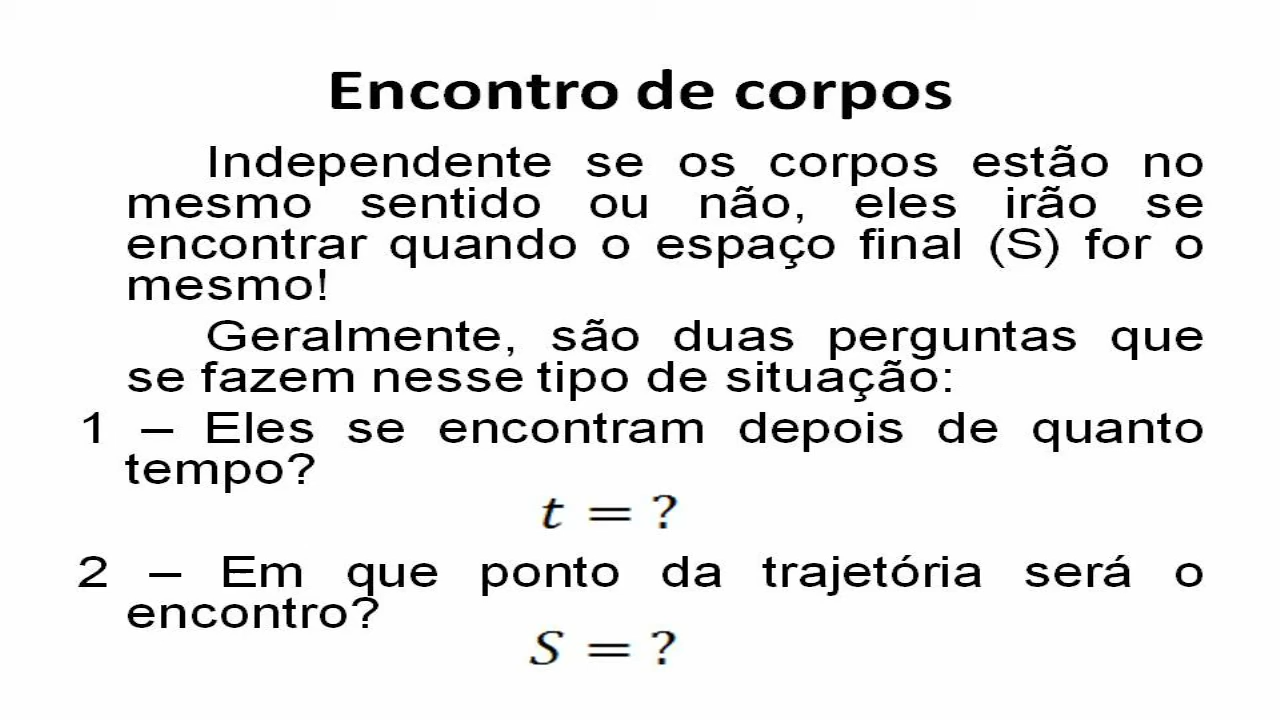 Encontro de corpos
Independente se os corpos estão no
mesmo sentido ou não, eles irão se
encontrar quando o espaço final (S) for o
mesmo!
Geralmente, são duas perguntas que
se fazem nesse tipo de situação:
1 – Eles se encontram depois de quanto
tempo?
t = ?
2 – Em que ponto da trajetória será o
encontro?
S = ?